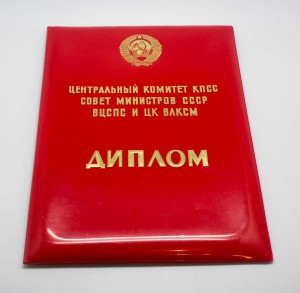 ЦЕНТРАЛЬНЫЙ КОМИТЕТ КПСС
СОВЕТ МИНИСТРОВ СССР
ВЦСПС И ЦК ВЛКСМ
ДИПЛОМ